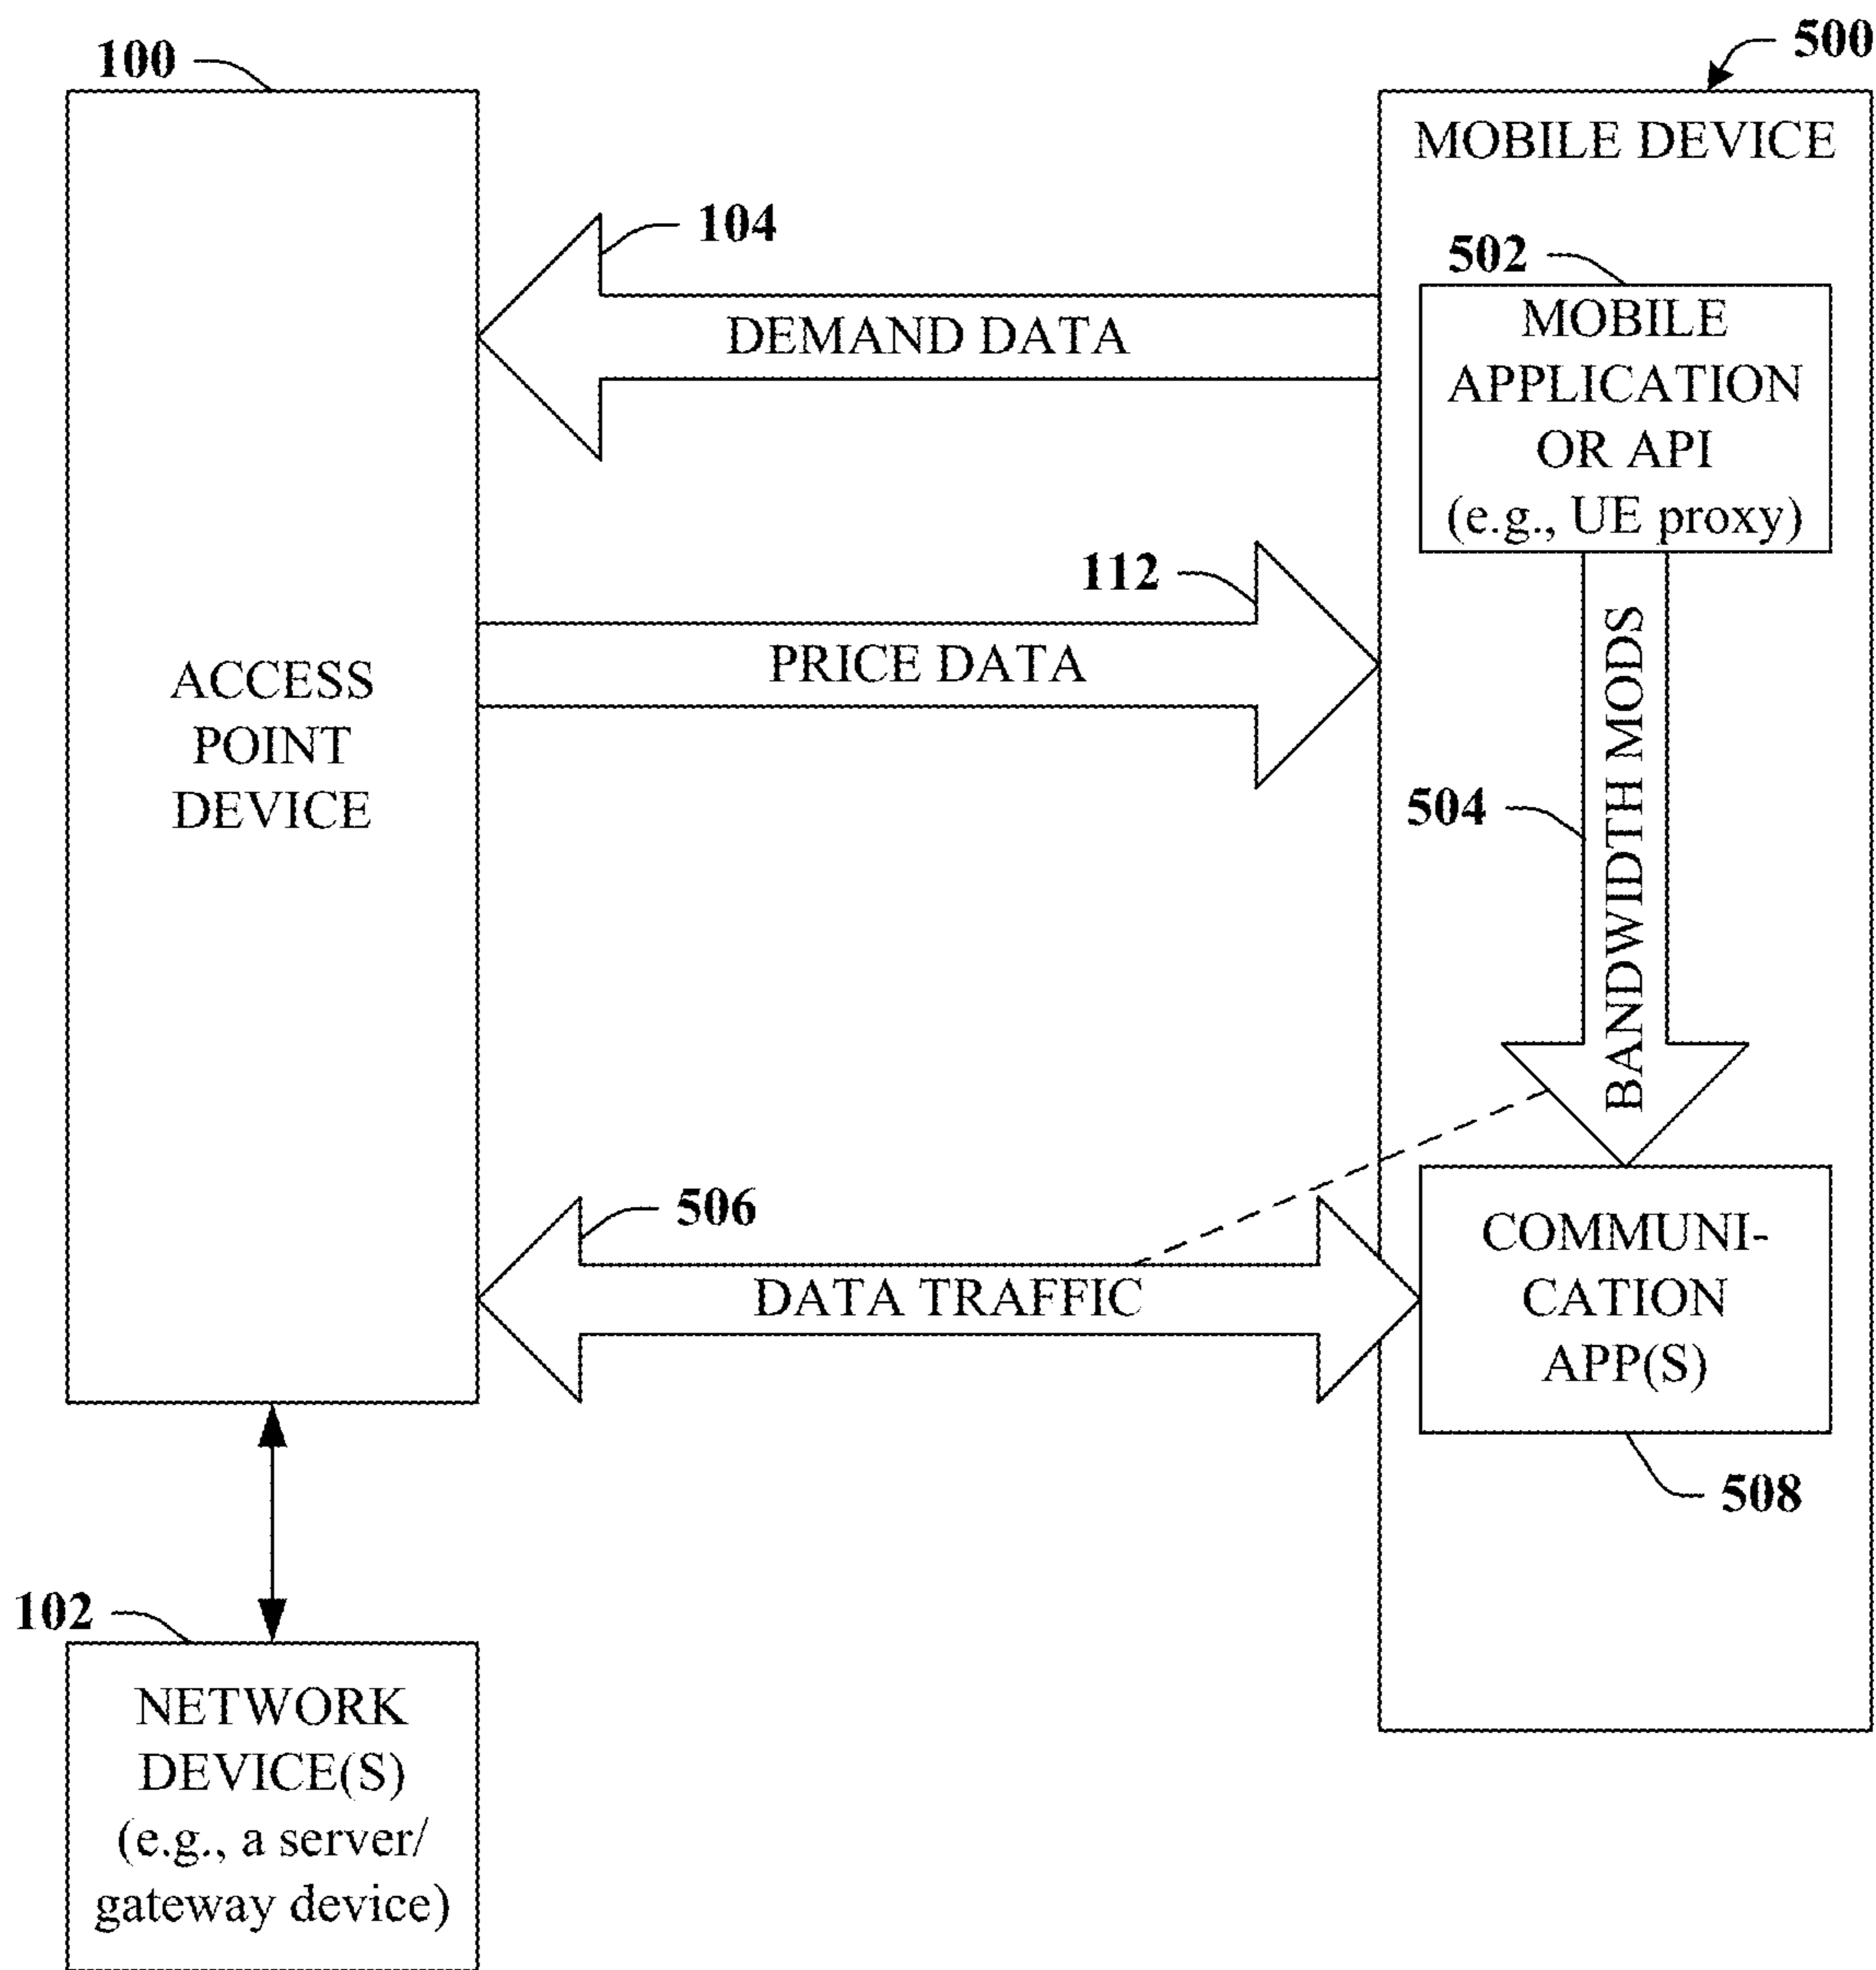 100
500
MOBILE DEVICE
104
DEMAND DATA
502
MOBILE
APPLICATION
OR API
(e.g., UE proxy)
112
PRICE DATA
ACCESS
POINT
DEVICE
504
BANDWIDTH MODS
506
DATA TRAFFIC
COMMUNI-
CATION
APP(S)
508
102
NETWORK
DEVICE(S)
(e.g., a server/
gateway device)